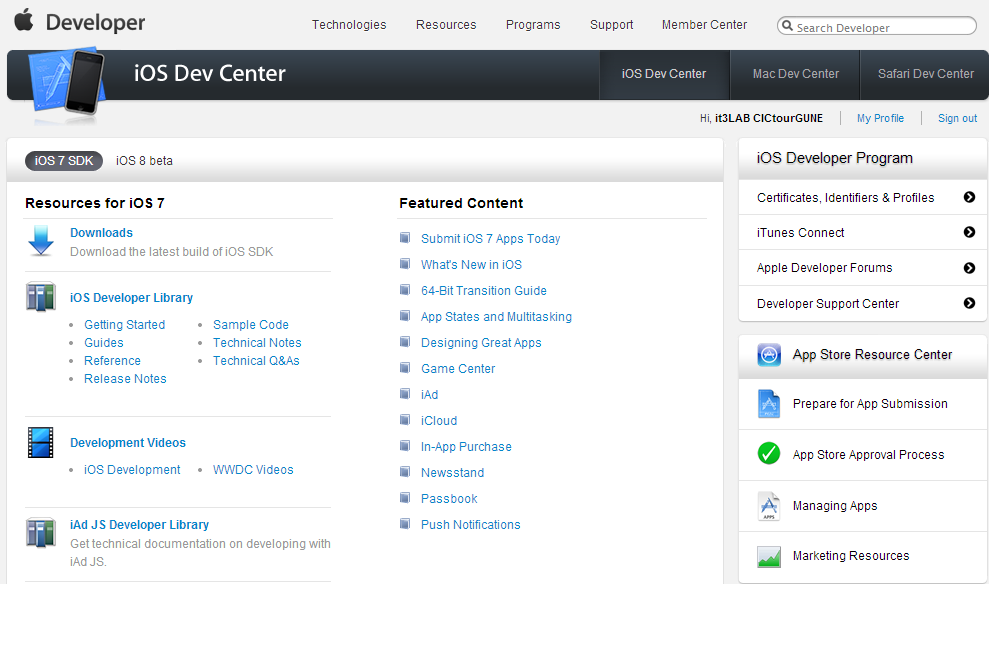 Developer
Technologies Resources Programs Support Member Center
Search Developer
iOS Dev Center
iOS Dev Center Mac Dev Center Safari Dev Center
Hi, it3LAB CICtourGUNE My Profile Sign out
iOS 7 SDK iOS 8 beta
Resources for iOS 7
Downloads
Download the latest build of iOS SDK
iOS Developer Library
Getting Started
Guides
Reference
Release Notes
Sample Code
Technical Notes
Technical Q&As
Development Videos
iOS Development
WWDC Videos
iAd JS Developer Library
Get technical documentation on developing with
iAd JS.
Featured Content
Submit iOS 7 Apps Today
What's New in iOS
64-Bit Transition Guide
App States and Multitasking
Designing Great Apps
Game Center
iAd
iCloud
In-App Purchase
Newsstand
Passbook
Push Notifications
iOS Developer Program
Certificates, Identifiers & Profiles
iTunes Connect
Apple Developer Forums
Developer Support Center
App Store Resource Center
Prepare for App Submission
App Store Approval Process
APPS
Managing Apps
Marketing Resources